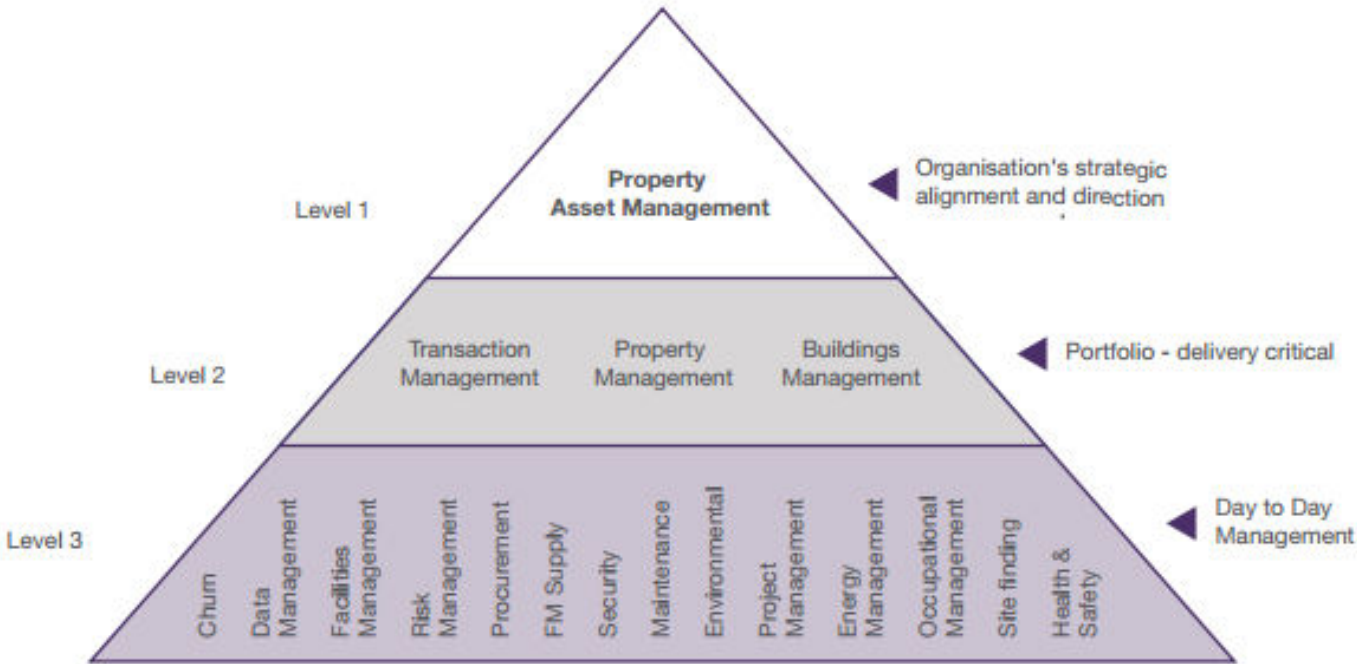 Property
Asset Management
Level 1
Organisation's strategic
alignment and direction
Transaction
Management
Property
Management
Buildings
Management
Level 2
Portfolio - delivery critical
Level 3
Churn
Data
Management
Facilities
Management
Risk
Management
Procurement
FM Supply
Security
Maintenance
Environmental
Project
Management
Energy
Management
Occupational
Management
Site finding
Health &
Safety
Day to Day
Management